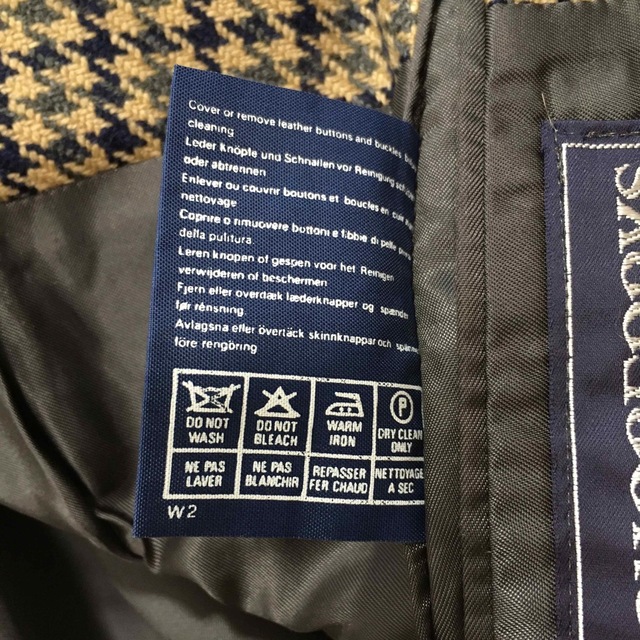 Cover or remove leather buttons and buckles
cleaning
Leder Knöpfe und Schnallen vor Reinigung
oder abtrennen
Enlever ou couvrir boutons et boucles en cuir
nettoyage
Coprire o rimuovere bottoni e fibbie di pelle
della pulitura.
Leren knopen of gespen voor het Reinigen
verwijderen of beschermen
Fjern eller overdæk læderknapper og
før rensning.
Avlagsna eller övertäck skinnknappar och
före rengöring
DO NOT WASH
DO NOT BLEACH
WARM IRON
P
DRY CLEAN ONLY
NE PAS LAVER
NE PAS BLANCHIR
REPASSER FER CHAUD
NETTOYAGE A SEC
W2